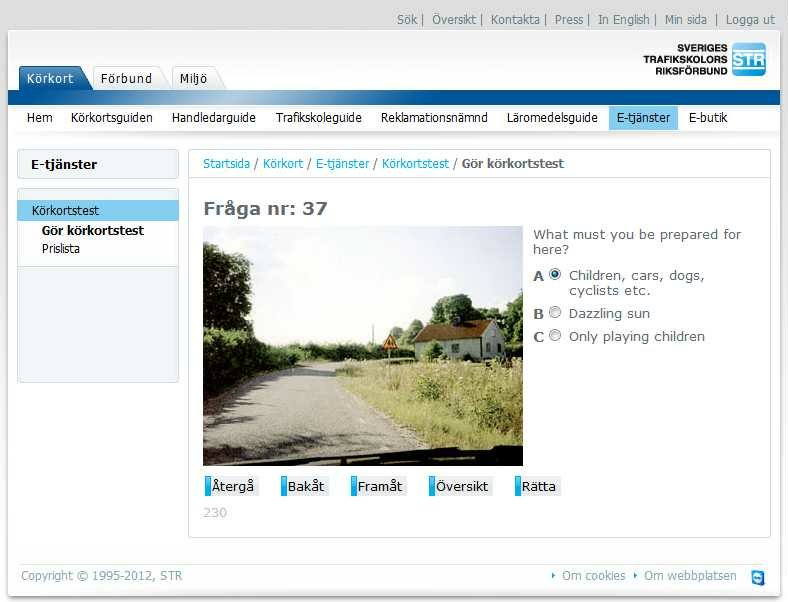 Sök | Översikt | Kontakta | Press | In English | Min sida | Logga ut
SVERIGES
TRAFIKSKOLORS
RIKSFÖRBUND
STR
Körkort Förbund Miljö
Hem Körkortsguiden Handledarguide Trafikskoleguide Reklamationsnämnd Läromedelsguide E-tjänster E-butik
E-tjänster
Körkortstest
Gör körkortstest
Prislista
Startsida / Körkort / E-tjänster / Körkortstest / Gör körkortstest
Fråga nr: 37
What must you be prepared for
here?
A Children, cars, dogs,
cyclists etc.
B Dazzling sun
C Only playing children
Återgå Bakåt Framåt Översikt Rätta
230
Copyright © 1995-2012, STR
Om cookies Om webbplatsen